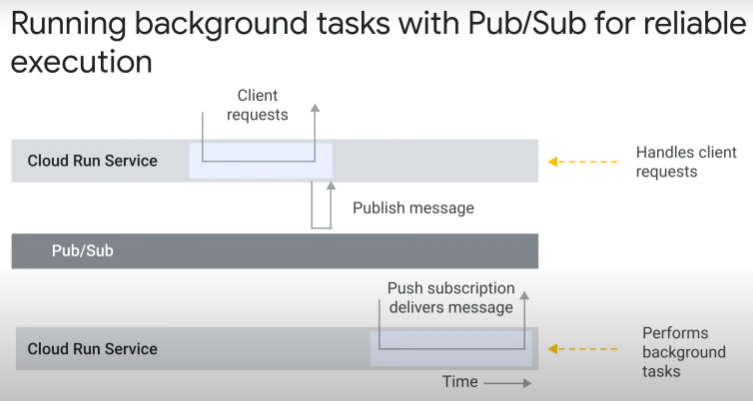 Running background tasks with Pub/Sub for reliable
execution
Client
requests
Cloud Run Service
Handles client
requests
Publish message
Pub/Sub
Push subscription
delivers message
Cloud Run Service
Performs
background
tasks
Time